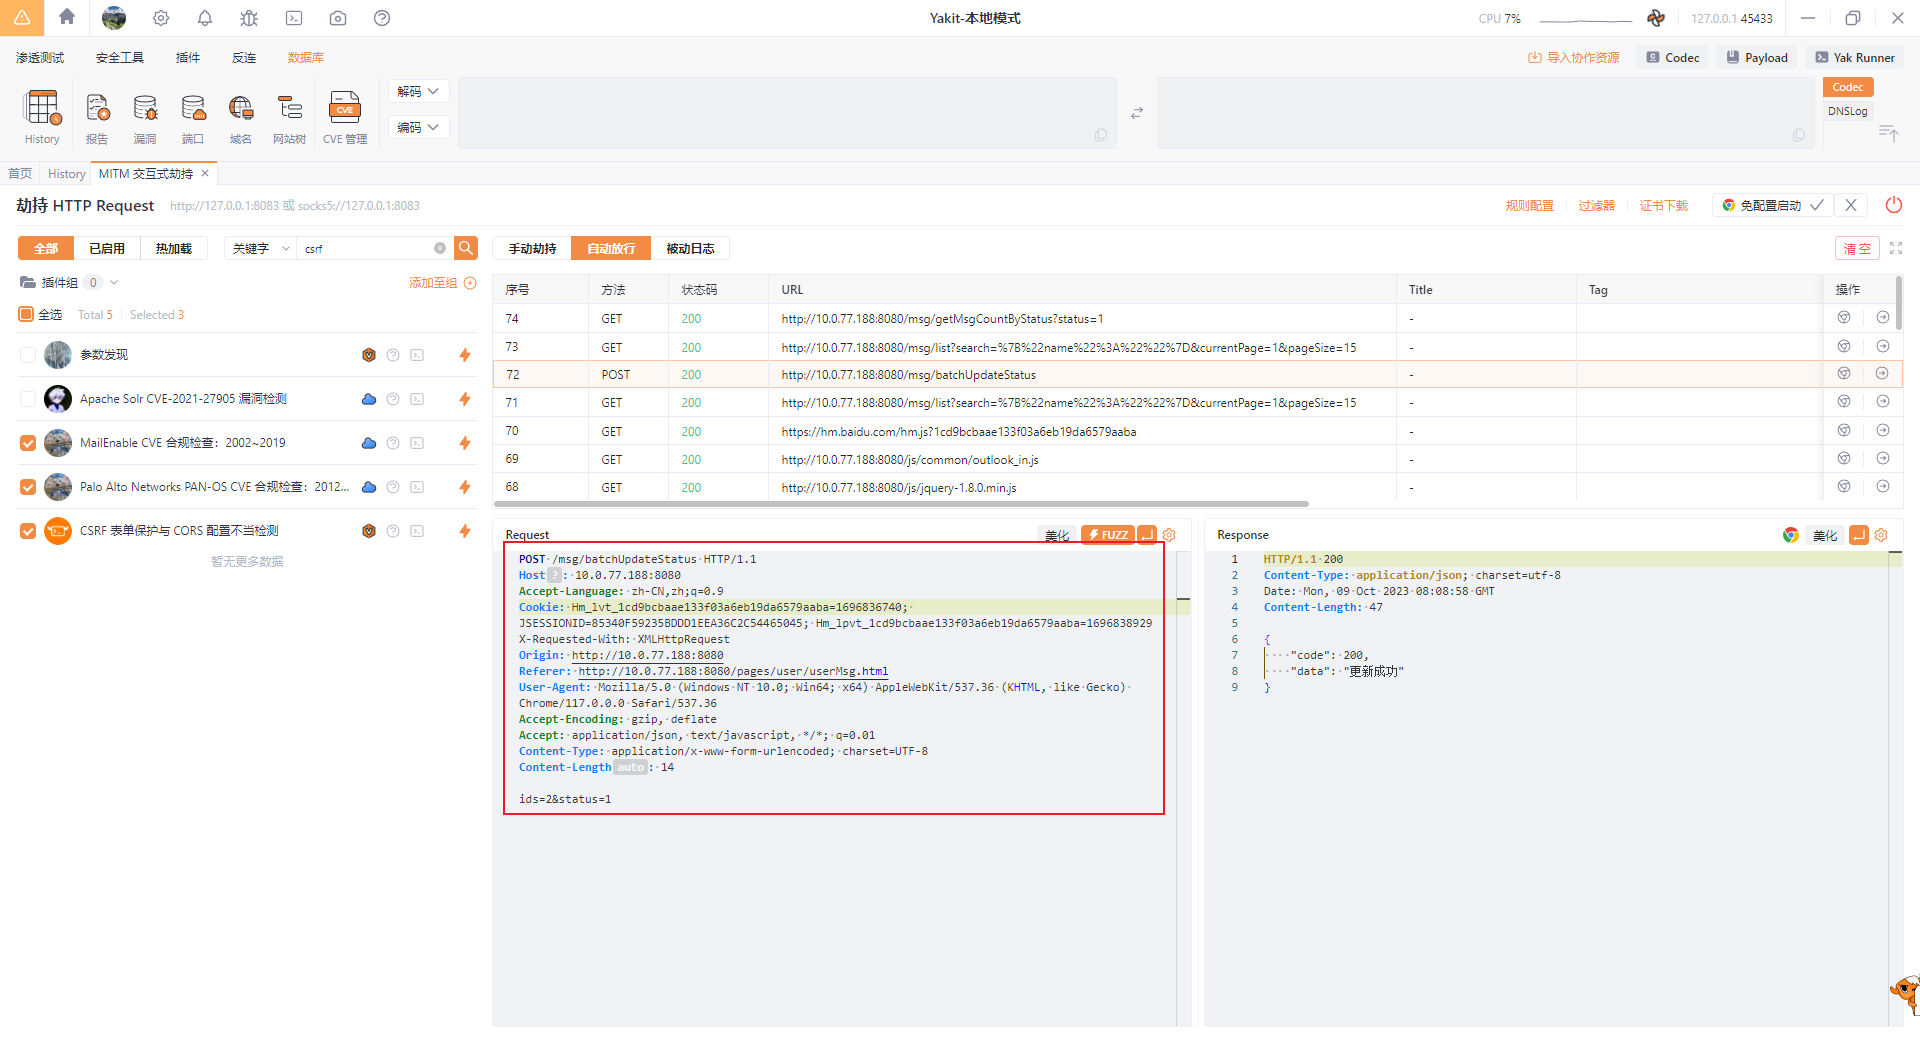 Yakit-本地模式
CPU 7%
127.0.0.1 45433
渗透测试 安全工具 插件 反连 数据库
导入协作资源 Codec Payload Yak Runner
History 报告 漏洞 端口 域名 网站树 CVE 管理
CVE
解码
编码
Codec
DNSLog
首页 History MITM 交互式劫持
劫持 HTTP Request http://127.0.0.1:8083 或 socks5://127.0.0.1:8083
规则配置 过滤器 证书下载 免配置启动
全部 已启用 热加载 关键字 csrf
手动劫持 自动放行 被动日志 清 空
插件组 0 添加至组
全选 Total 5 Selected 3
参数发现
Apache Solr CVE-2021-27905 漏洞检测
MailEnable CVE 合规检查：2002~2019
Palo Alto Networks PAN-OS CVE 合规检查：2012...
CSRF 表单保护与 CORS 配置不当检测
暂无更多数据
序号 方法 状态码 URL Title Tag 操作
74 GET 200 http://10.0.77.188:8080/msg/getMsgCountByStatus?status=1 -
73 GET 200 http://10.0.77.188:8080/msg/list?search=%7B%22name%22%3A%22%22%7D&currentPage=1&pageSize=15 -
72 POST 200 http://10.0.77.188:8080/msg/batchUpdateStatus -
71 GET 200 http://10.0.77.188:8080/msg/list?search=%7B%22name%22%3A%22%22%7D&currentPage=1&pageSize=15 -
70 GET 200 https://hm.baidu.com/hm.js?1cd9bcbaae133f03a6eb19da6579aaba -
69 GET 200 http://10.0.77.188:8080/js/common/outlook_in.js -
68 GET 200 http://10.0.77.188:8080/js/jquery-1.8.0.min.js -
Request 美化 FUZZ
POST /msg/batchUpdateStatus HTTP/1.1
Host ? : 10.0.77.188:8080
Accept-Language: zh-CN,zh;q=0.9
Cookie: Hm_lvt_1cd9bcbaae133f03a6eb19da6579aaba=1696836740;
JSESSIONID=85340F59235BDDD1EEA36C2C54465045; Hm_lpvt_1cd9bcbaae133f03a6eb19da6579aaba=1696838929
X-Requested-With: XMLHttpRequest
Origin: http://10.0.77.188:8080
Referer: http://10.0.77.188:8080/pages/user/userMsg.html
User-Agent: Mozilla/5.0 (Windows NT 10.0; Win64; x64) AppleWebKit/537.36 (KHTML, like Gecko)
Chrome/117.0.0.0 Safari/537.36
Accept-Encoding: gzip, deflate
Accept: application/json, text/javascript, */*; q=0.01
Content-Type: application/x-www-form-urlencoded; charset=UTF-8
Content-Length auto : 14
ids=2&status=1
Response 美化
1 HTTP/1.1 200
2 Content-Type: application/json; charset=utf-8
3 Date: Mon, 09 Oct 2023 08:08:58 GMT
4 Content-Length: 47
5
6 {
7 "code": 200,
8 "data": "更新成功"
9 }